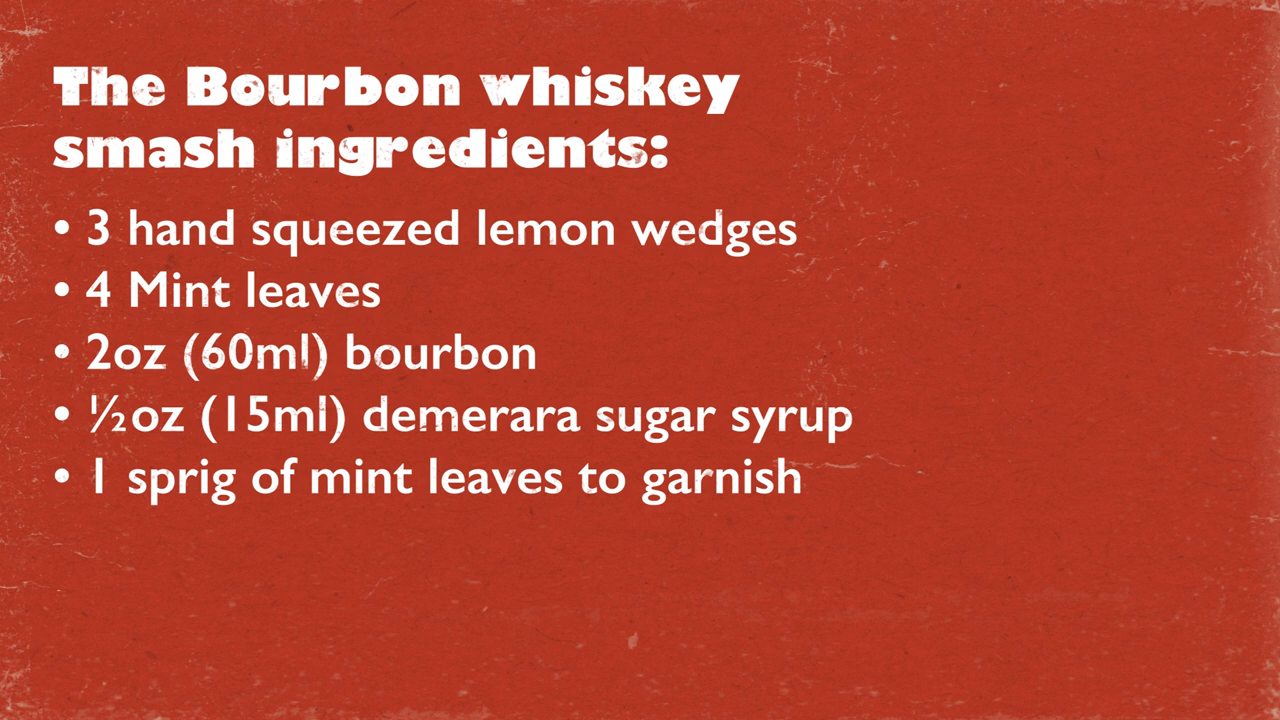 The Bourbon whiskey
smash ingredients:
• 3 hand squeezed lemon wedges
• 4 Mint leaves
• 2oz (60ml) bourbon
• ½oz (15ml) demerara sugar syrup
• 1 sprig of mint leaves to garnish